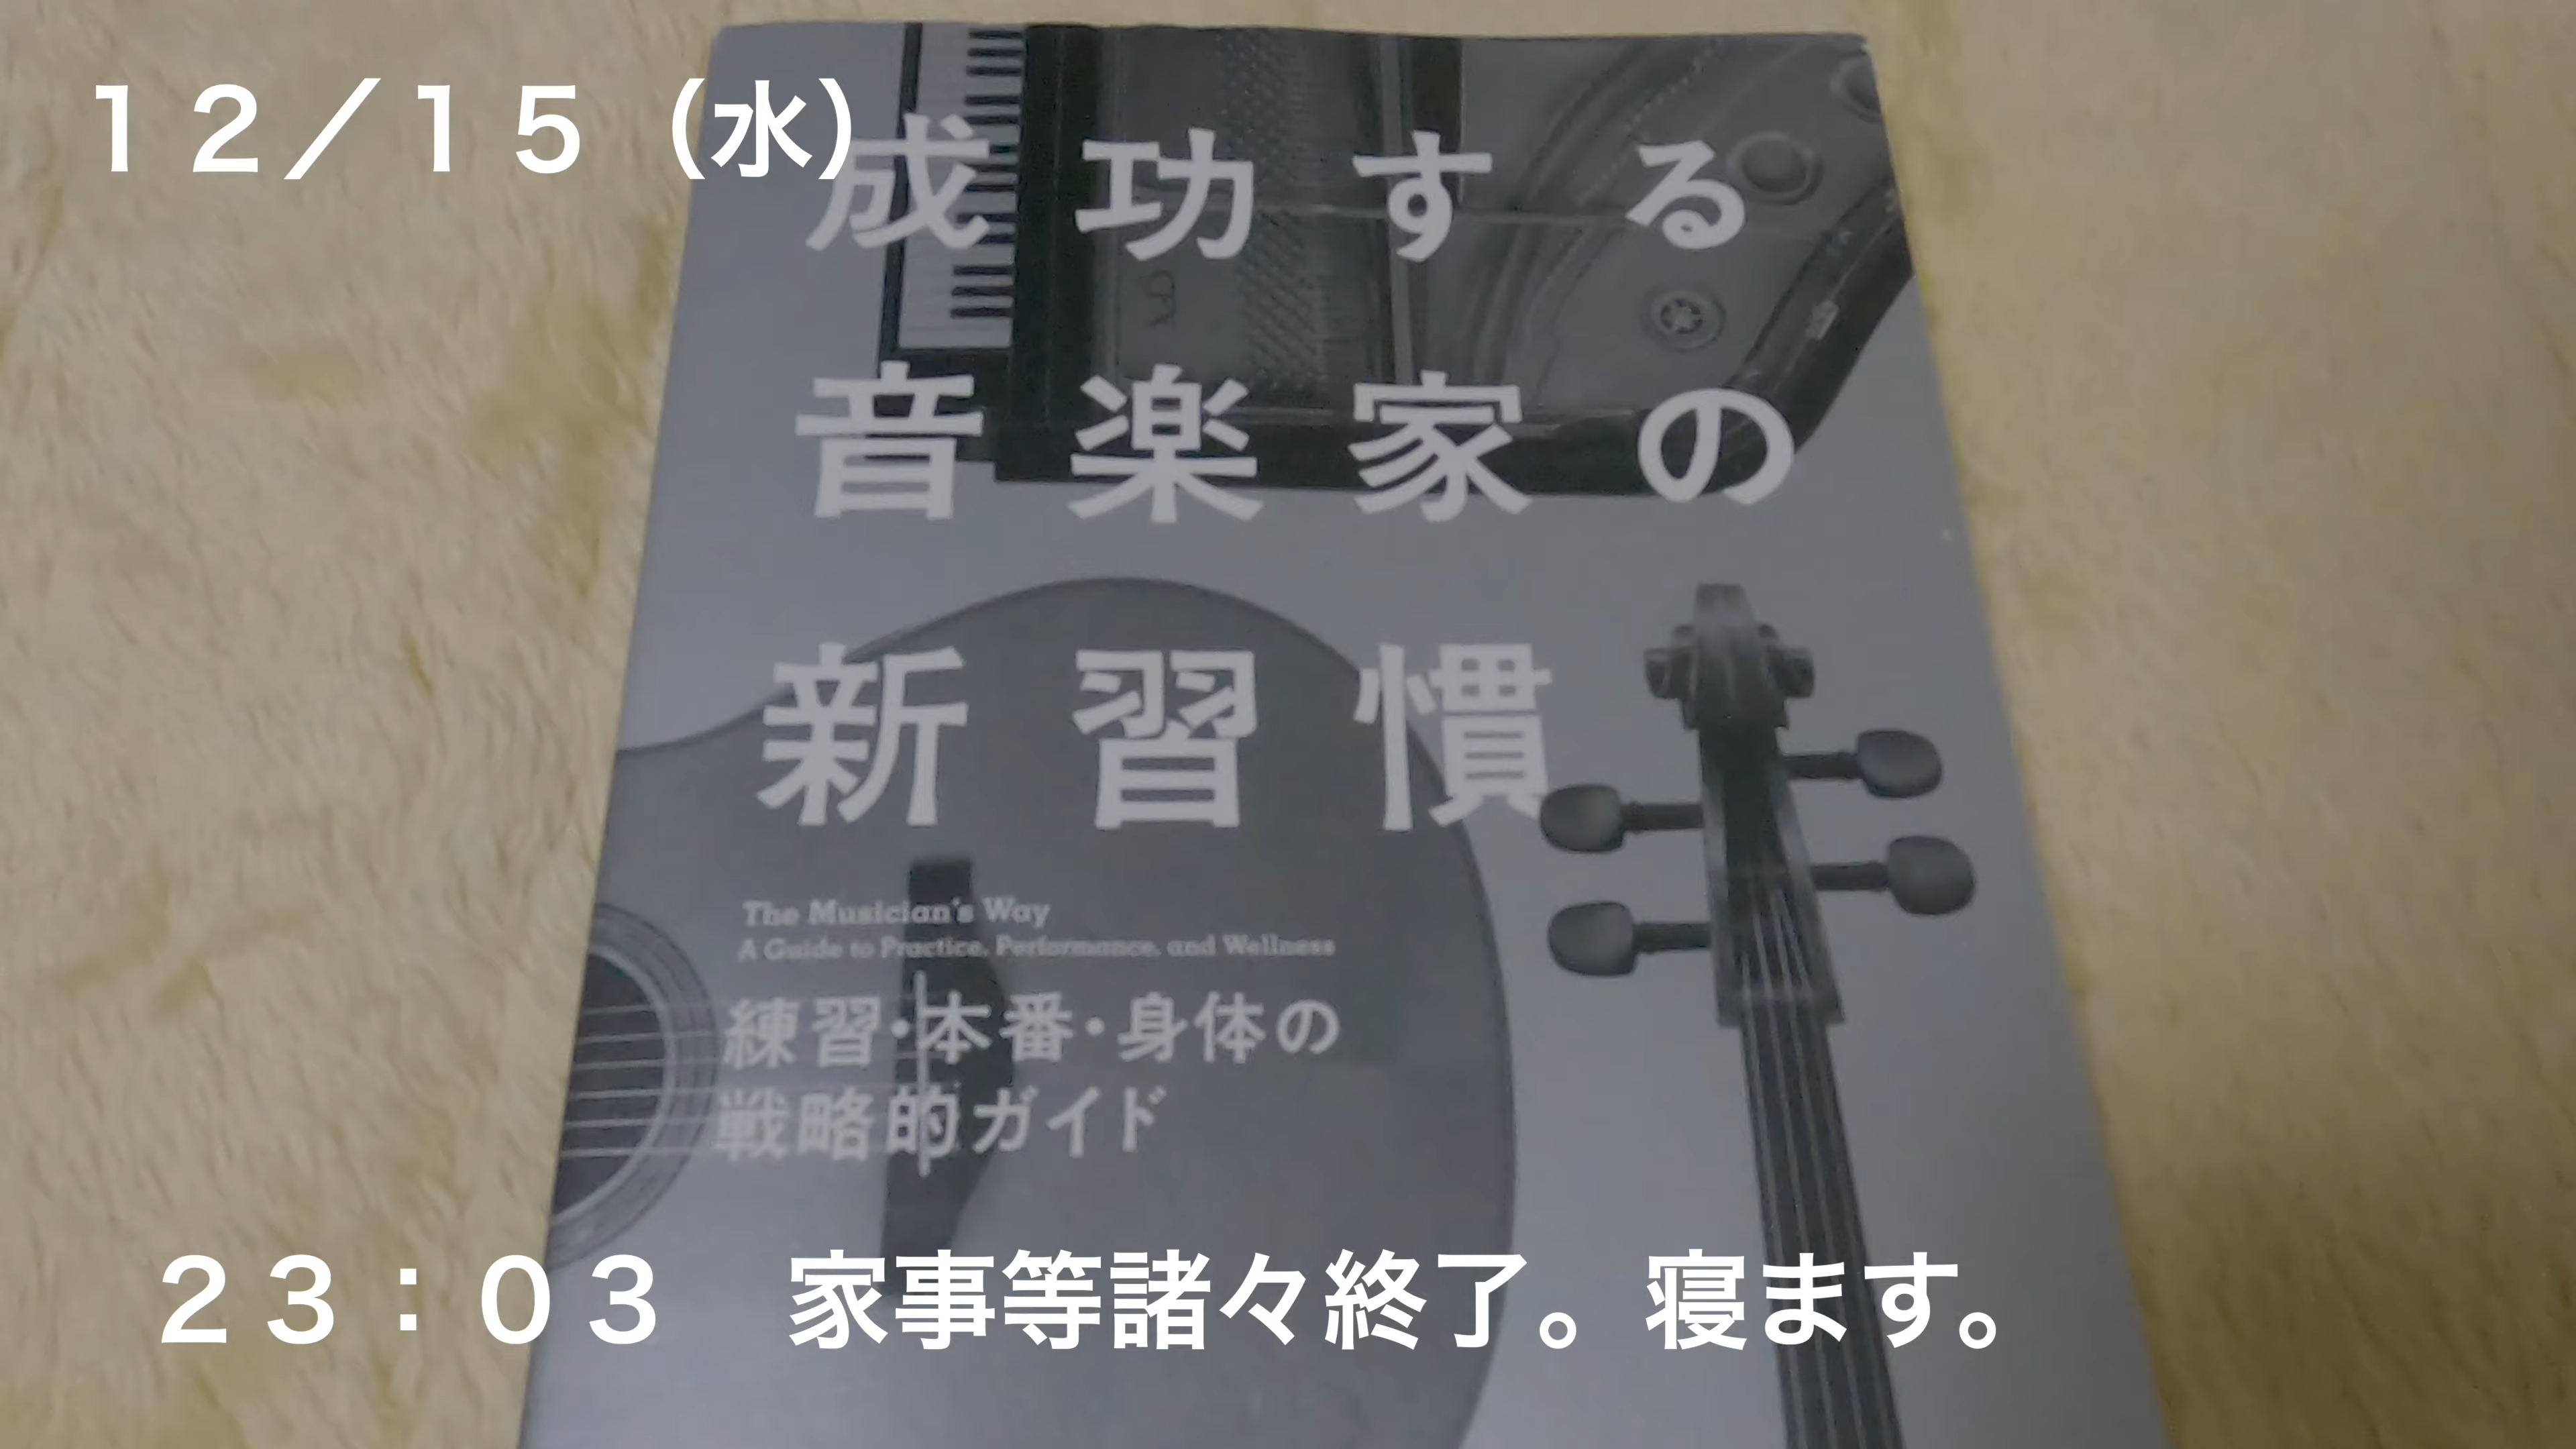 １２／１５（水）
成功する
音楽家の
新習慣
The Musician's Way
A Guide to Practice, Performance, and Wellness
練習・本番・身体の
戦略的ガイド
２３：０３　家事等諸々終了。寝ます。